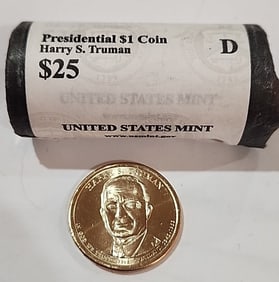 Presidential $1 Coin
Harry S. Truman
$25
D
UNITED STATES MINT
UNITED STATES MINT
www.usmint.gov
HARRY S. TRUMAN